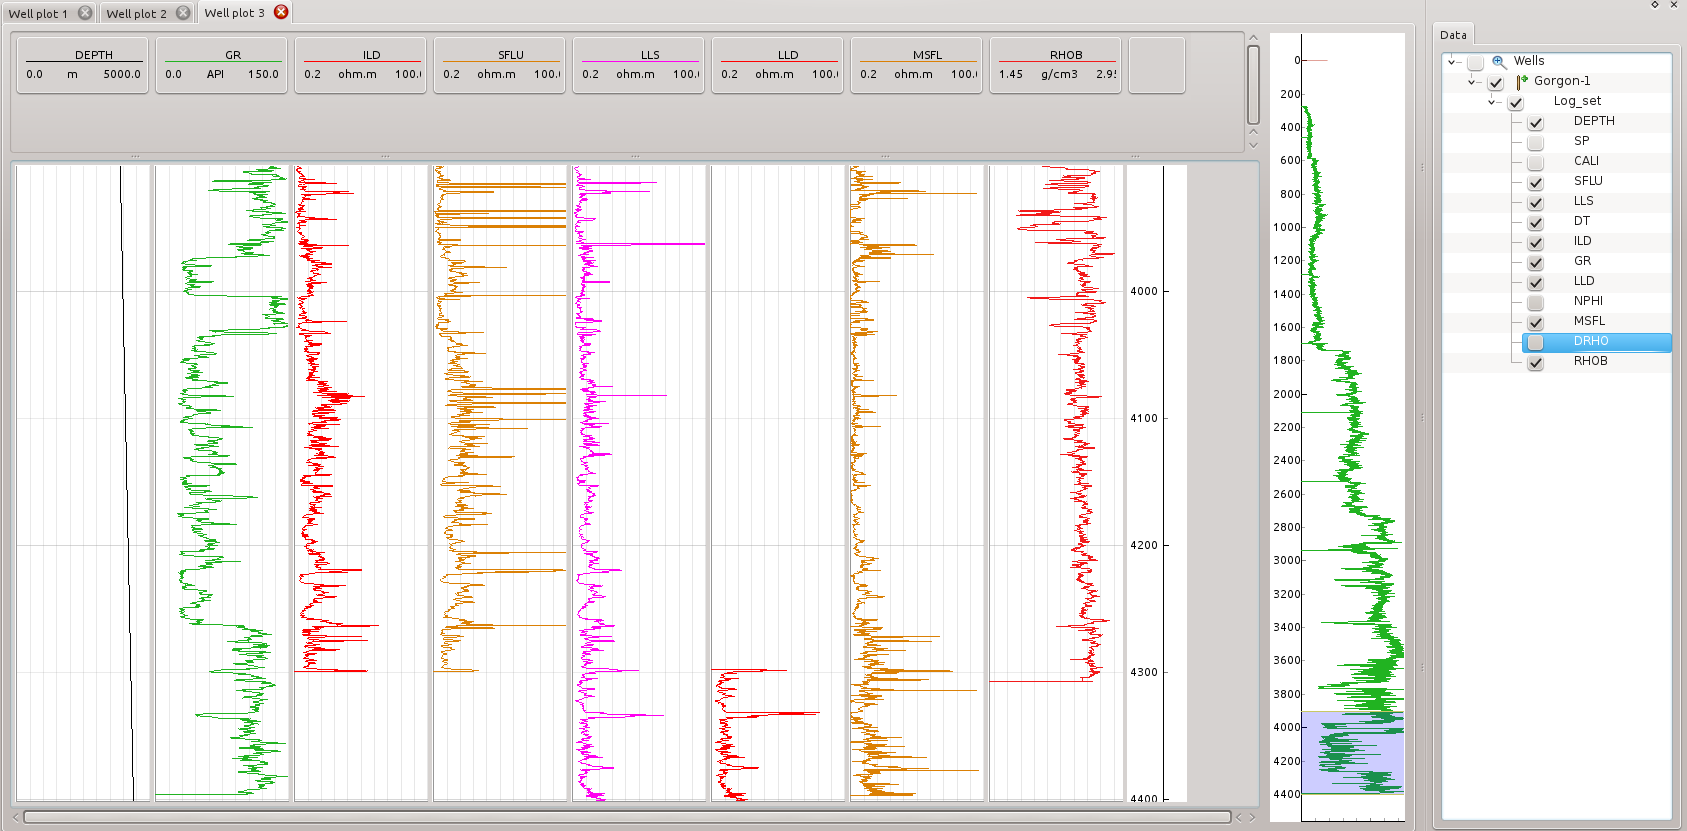 Well plot 1 Well plot 2 Well plot 3
DEPTH GR ILD SFLU LLS LLD MSFL RHOB
0.0 m 5000.0 0.0 API 150.0 0.2 ohm.m 100.( 0.2 ohm.m 100.( 0.2 ohm.m 100.( 0.2 ohm.m 100.( 0.2 ohm.m 100.( 1.45 g/cm3 2.9
4000
4100
4200
4300
4400
0
200
400
600
800
1000
1200
1400
1600
1800
2000
2200
2400
2600
2800
3000
3200
3400
3600
3800
4000
4200
4400
Data
Wells
Gorgon-1
Log_set
DEPTH
SP
CALI
SFLU
LLS
DT
ILD
GR
LLD
NPHI
MSFL
DRHO
RHOB